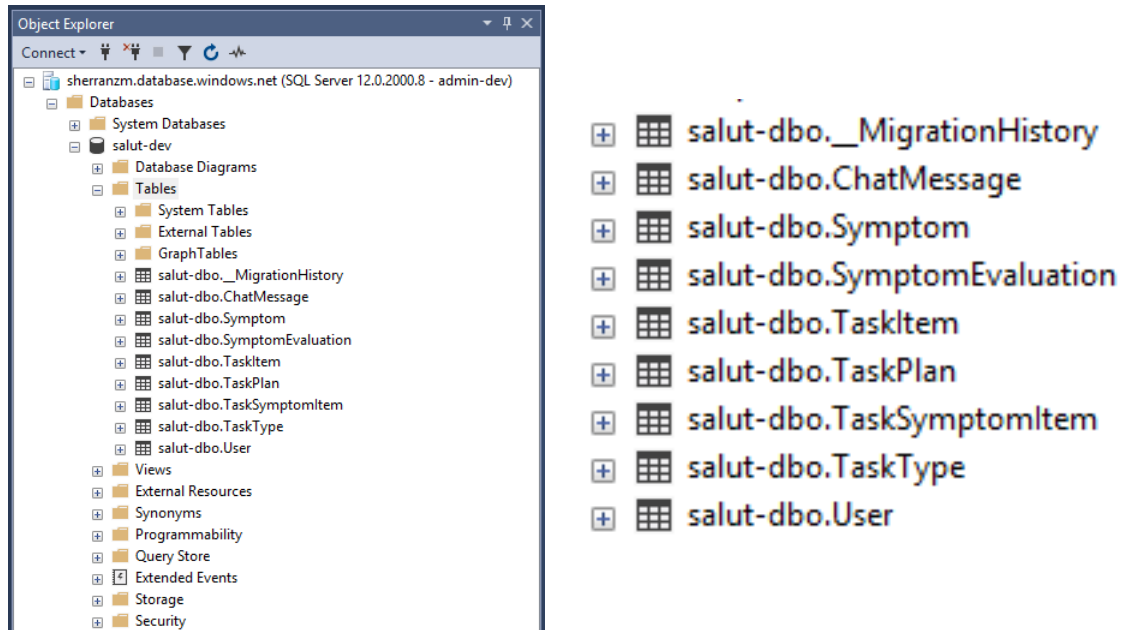 Object Explorer
Connect
sherranzm.database.windows.net (SQL Server 12.0.2000.8 - admin-dev)
Databases
System Databases
salut-dev
Database Diagrams
Tables
System Tables
External Tables
GraphTables
salut-dbo.__MigrationHistory
salut-dbo.ChatMessage
salut-dbo.Symptom
salut-dbo.SymptomEvaluation
salut-dbo.TaskItem
salut-dbo.TaskPlan
salut-dbo.TaskSymptomItem
salut-dbo.TaskType
salut-dbo.User
Views
External Resources
Synonyms
Programmability
Query Store
Extended Events
Storage
Security
salut-dbo.__MigrationHistory
salut-dbo.ChatMessage
salut-dbo.Symptom
salut-dbo.SymptomEvaluation
salut-dbo.TaskItem
salut-dbo.TaskPlan
salut-dbo.TaskSymptomItem
salut-dbo.TaskType
salut-dbo.User